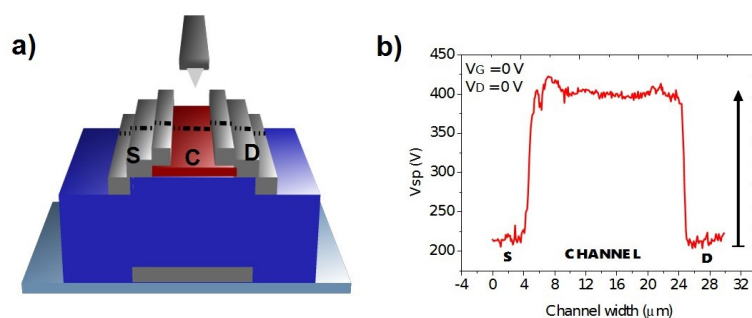 a)
S
C
D
b)
VG =0 V
VD =0 V
Vsp (V)
450
400
350
300
250
200
S CHANNEL D
-4 0 4 8 12 16 20 24 28 32
Channel width (μm)